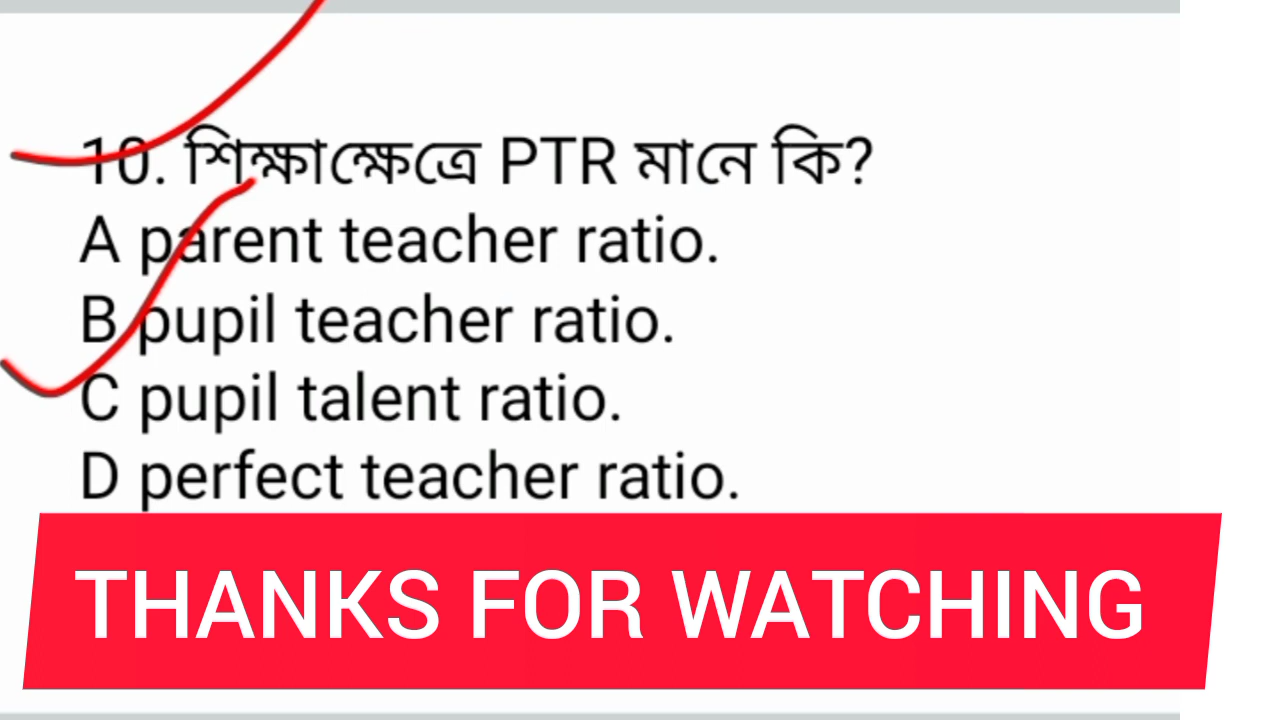 10. শিক্ষাক্ষেত্রে PTR মানে কি?
A parent teacher ratio.
B pupil teacher ratio.
C pupil talent ratio.
D perfect teacher ratio.
THANKS FOR WATCHING